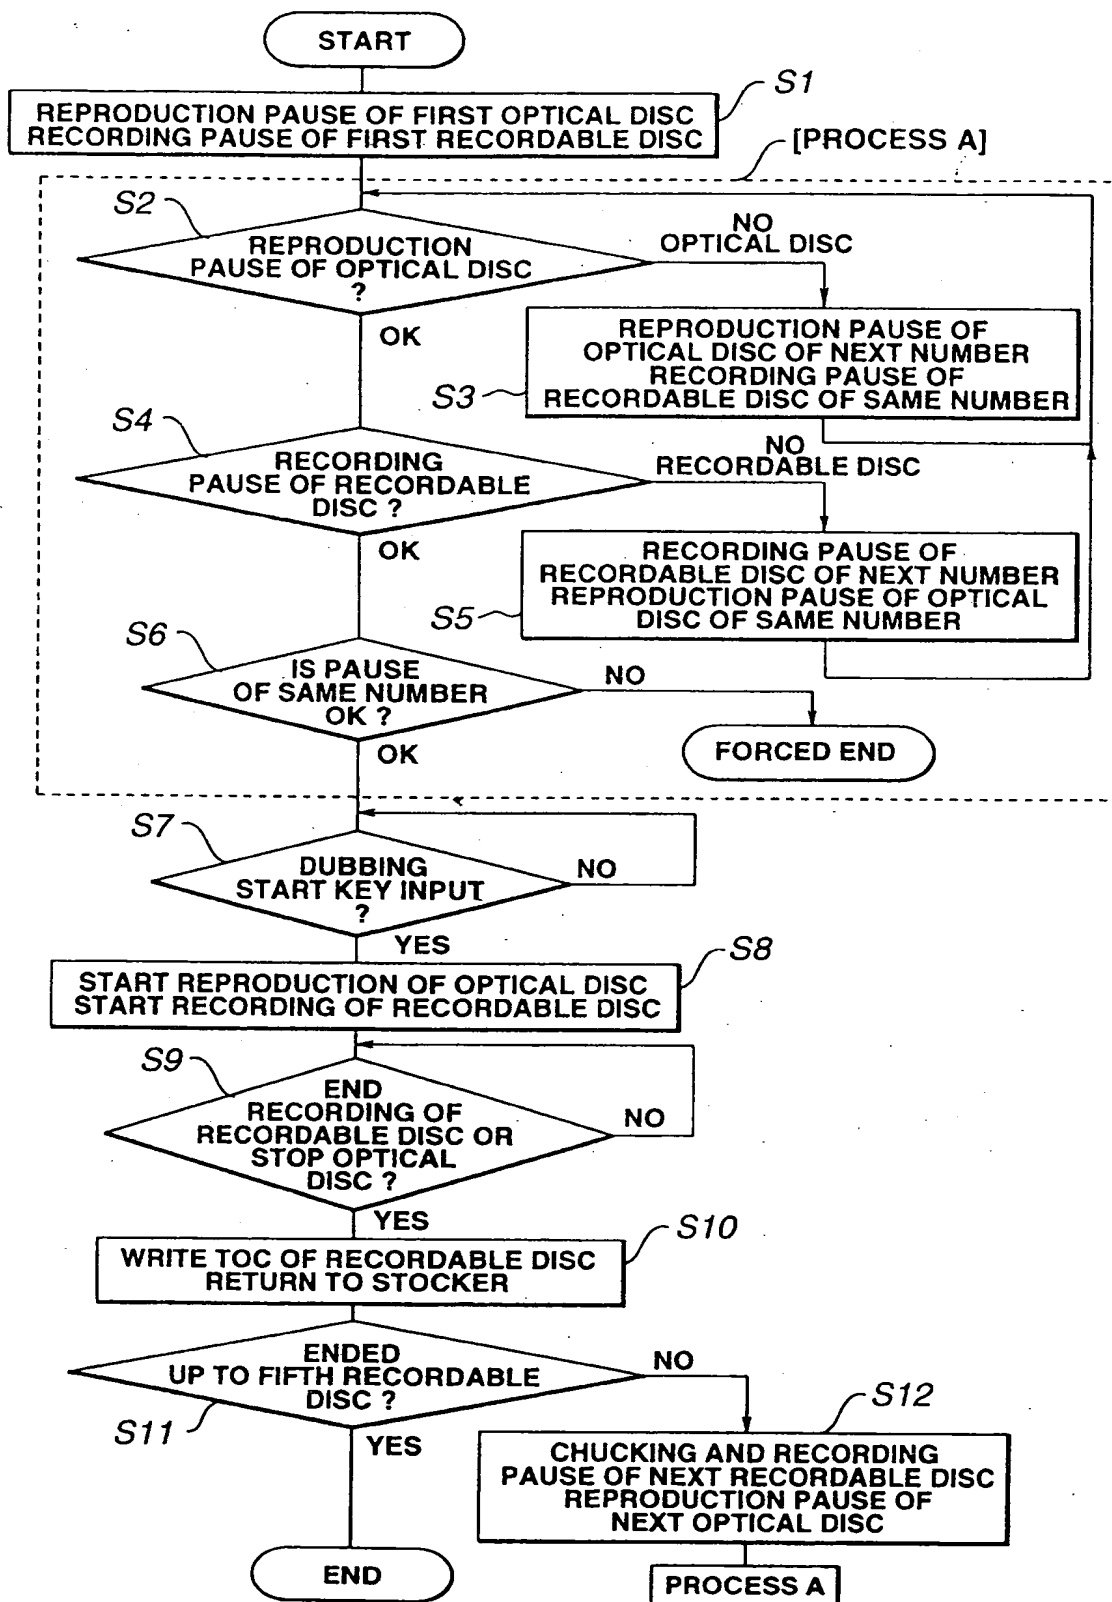 START
S1
REPRODUCTION PAUSE OF FIRST OPTICAL DISC
RECORDING PAUSE OF FIRST RECORDABLE DISC
[PROCESS A]
S2
REPRODUCTION
PAUSE OF OPTICAL DISC
?
NO
OPTICAL DISC
OK
REPRODUCTION PAUSE OF
OPTICAL DISC OF NEXT NUMBER
RECORDING PAUSE OF
RECORDABLE DISC OF SAME NUMBER
S3
S4
RECORDING
PAUSE OF RECORDABLE
DISC ?
NO
RECORDABLE DISC
OK
RECORDING PAUSE OF
RECORDABLE DISC OF NEXT NUMBER
REPRODUCTION PAUSE OF OPTICAL
DISC OF SAME NUMBER
S5
S6
IS PAUSE
OF SAME NUMBER
OK ?
NO
OK
FORCED END
S7
DUBBING
START KEY INPUT
?
NO
YES
S8
START REPRODUCTION OF OPTICAL DISC
START RECORDING OF RECORDABLE DISC
S9
END
RECORDING OF
RECORDABLE DISC OR
STOP OPTICAL
DISC ?
NO
YES
S10
WRITE TOC OF RECORDABLE DISC
RETURN TO STOCKER
ENDED
UP TO FIFTH RECORDABLE
DISC ?
NO
S11
YES
S12
CHUCKING AND RECORDING
PAUSE OF NEXT RECORDABLE DISC
REPRODUCTION PAUSE OF
NEXT OPTICAL DISC
END
PROCESS A